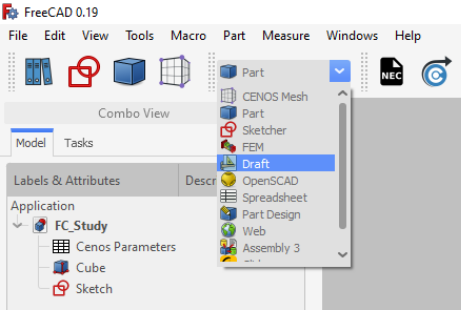 FreeCAD 0.19
File Edit View Tools Macro Part Measure Windows Help
Part
NEC
Combo View
CENOS Mesh
Part
Sketcher
FEM
Draft
OpenSCAD
Spreadsheet
Part Design
Web
Assembly 3
Model Tasks
Labels & Attributes Descr
Application
FC_Study
Cenos Parameters
Cube
Sketch